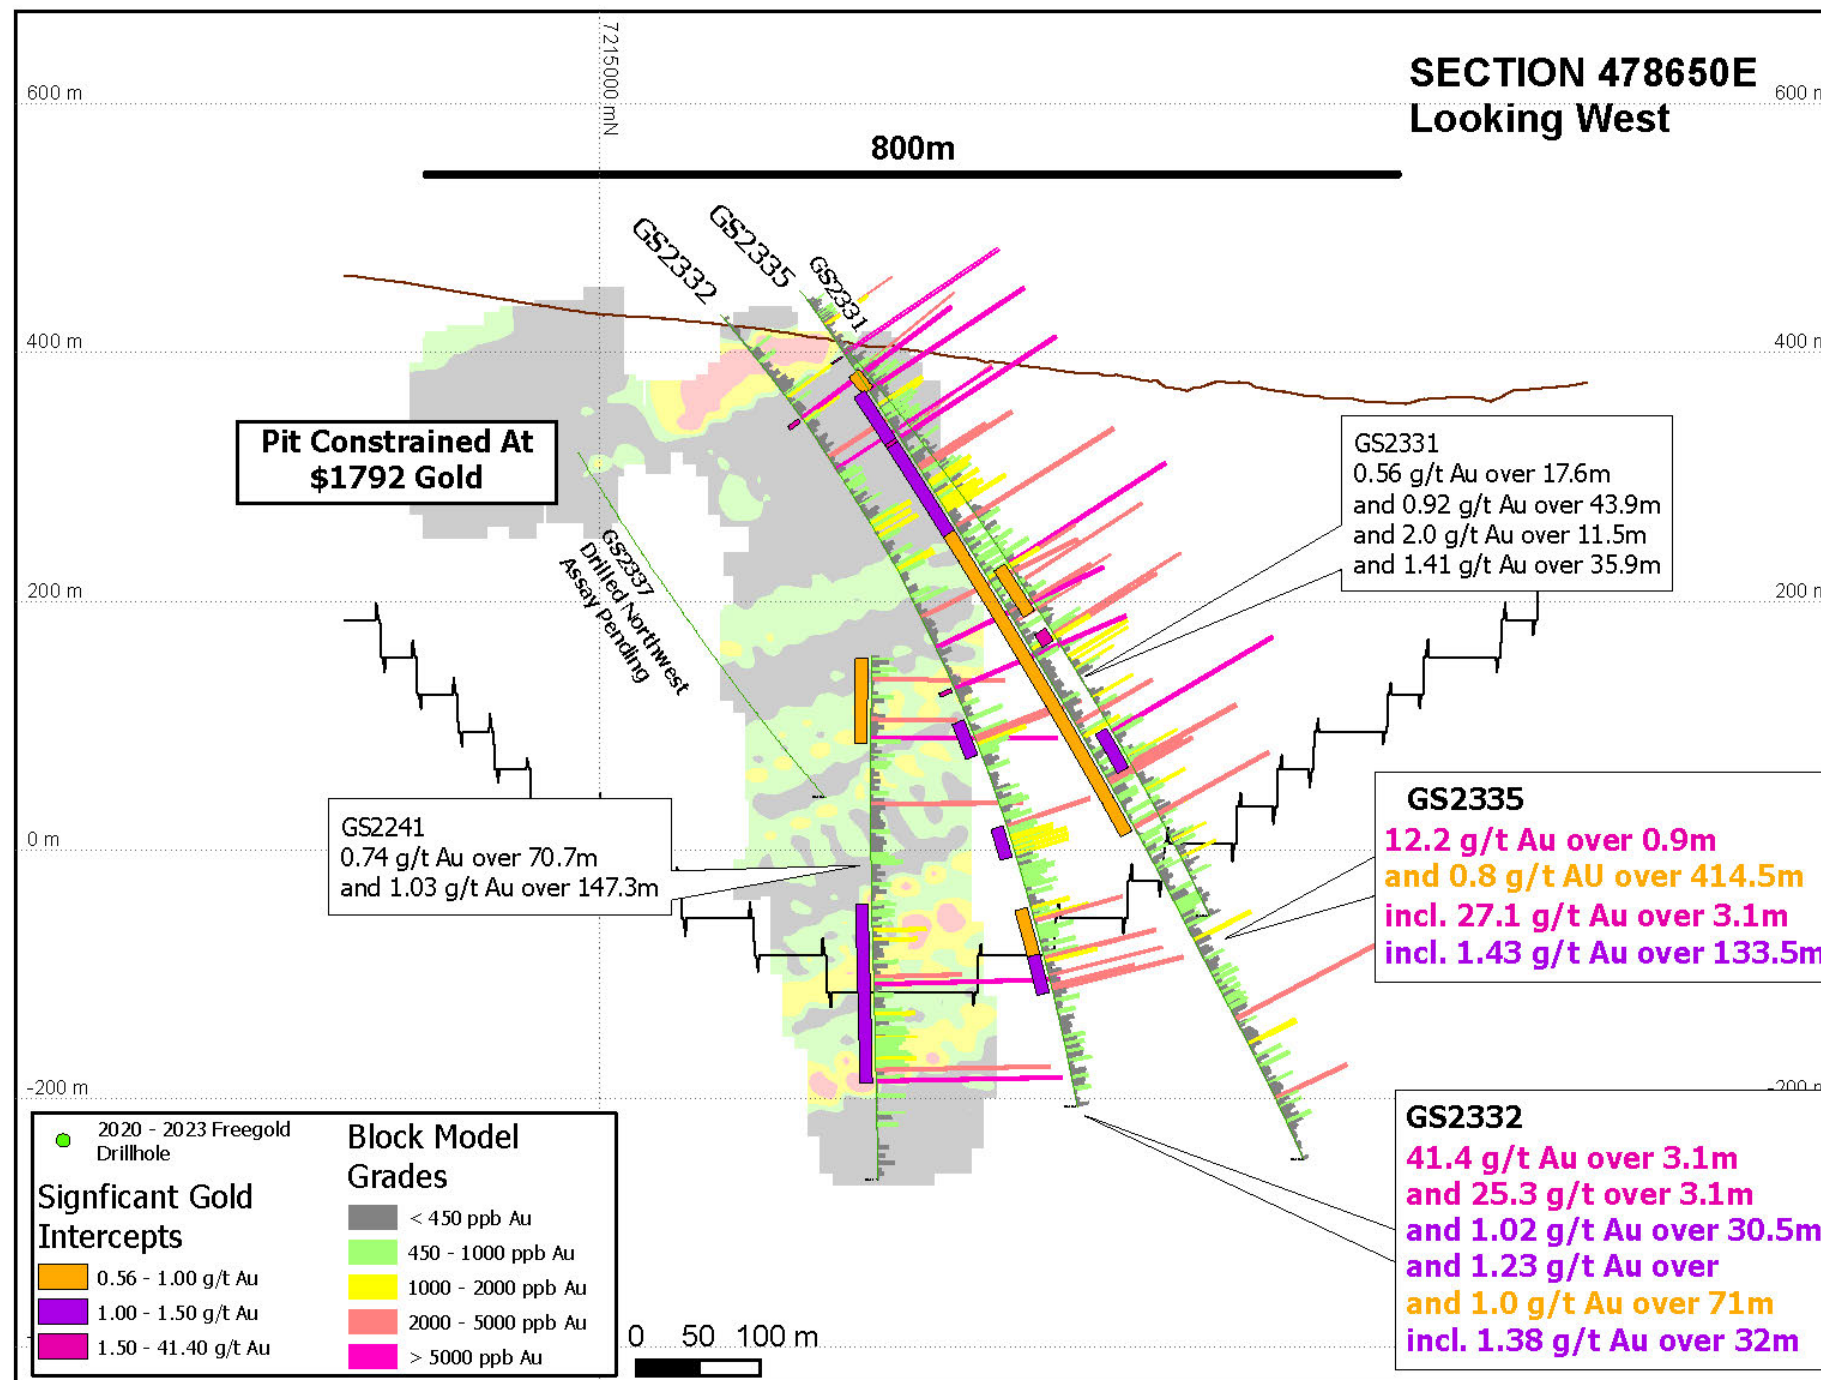 SECTION 478650E
Looking West
7215000 mN
600 m
600 m
800m
GS2332
GS2335
GS2331
400 m
400 m
Pit Constrained At
$1792 Gold
GS2331
0.56 g/t Au over 17.6m
and 0.92 g/t Au over 43.9m
and 2.0 g/t Au over 11.5m
and 1.41 g/t Au over 35.9m
GS2337
Drilled Northwest
Assay Pending
200 m
200 m
GS2241
0.74 g/t Au over 70.7m
and 1.03 g/t Au over 147.3m
0 m
GS2335
12.2 g/t Au over 0.9m
and 0.8 g/t AU over 414.5m
incl. 27.1 g/t Au over 3.1m
incl. 1.43 g/t Au over 133.5m
-200 m
-200 m
GS2332
41.4 g/t Au over 3.1m
and 25.3 g/t over 3.1m
and 1.02 g/t Au over 30.5m
and 1.23 g/t Au over
and 1.0 g/t Au over 71m
incl. 1.38 g/t Au over 32m
2020 - 2023 Freegold
Drillhole
Signficant Gold
Intercepts
0.56 - 1.00 g/t Au
1.00 - 1.50 g/t Au
1.50 - 41.40 g/t Au
Block Model
Grades
< 450 ppb Au
450 - 1000 ppb Au
1000 - 2000 ppb Au
2000 - 5000 ppb Au
> 5000 ppb Au
0 50 100 m